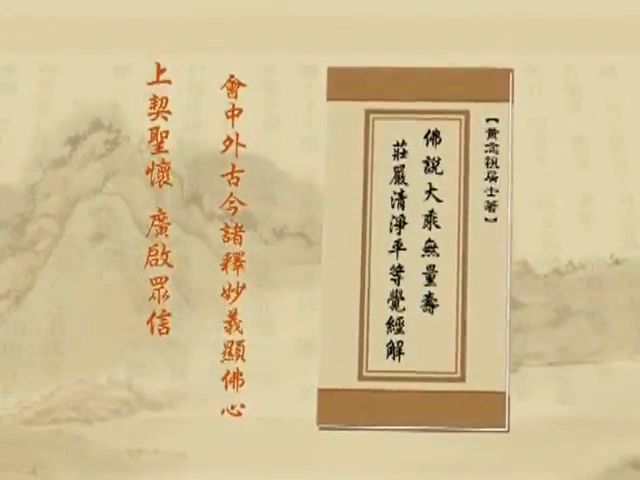 【黃念祖居士著】
佛說大乘無量壽
莊嚴清淨平等覺經解
會中外古今諸釋妙義顯佛心
上契聖懷 廣啟眾信